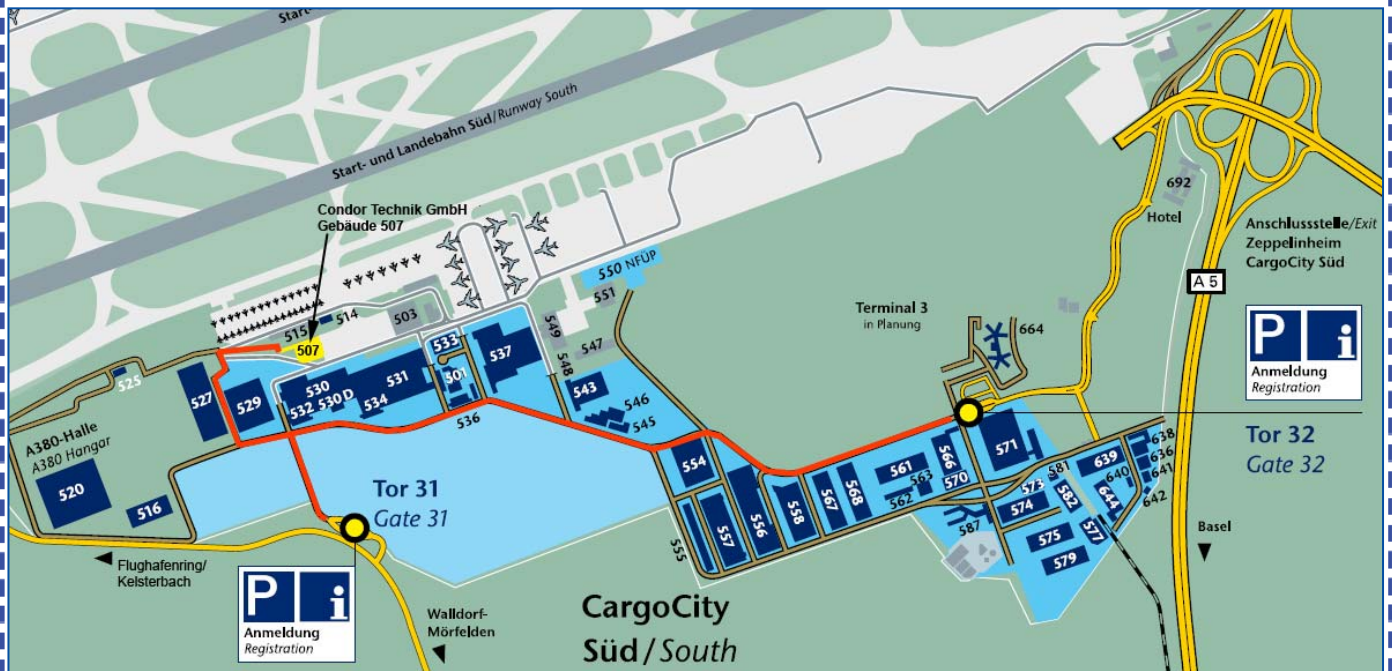 Start-
Start- und Landebahn Süd/Runway South
Condor Technik GmbH
Gebäude 507
692
Hotel
Anschlussstelle/Exit
Zeppelinheim
CargoCity Süd
A 5
550 NFÜP
551
Terminal 3
in Planung
664
515
514
503
507
549
547
548
P i
Anmeldung
Registration
525
527
529
530
532
530 D
534
531
533
501
537
536
543
546
545
A380-Halle
A380 Hangar
520
516
Tor 31
Gate 31
554
555
557
556
558
567
568
561
562
563
566
570
571
573
574
575
579
581
582
577
587
639
640
644
638
636
641
642
Tor 32
Gate 32
Basel
Flughafenring/
Kelsterbach
P i
Anmeldung
Registration
Walldorf-
Mörfelden
CargoCity
Süd / South